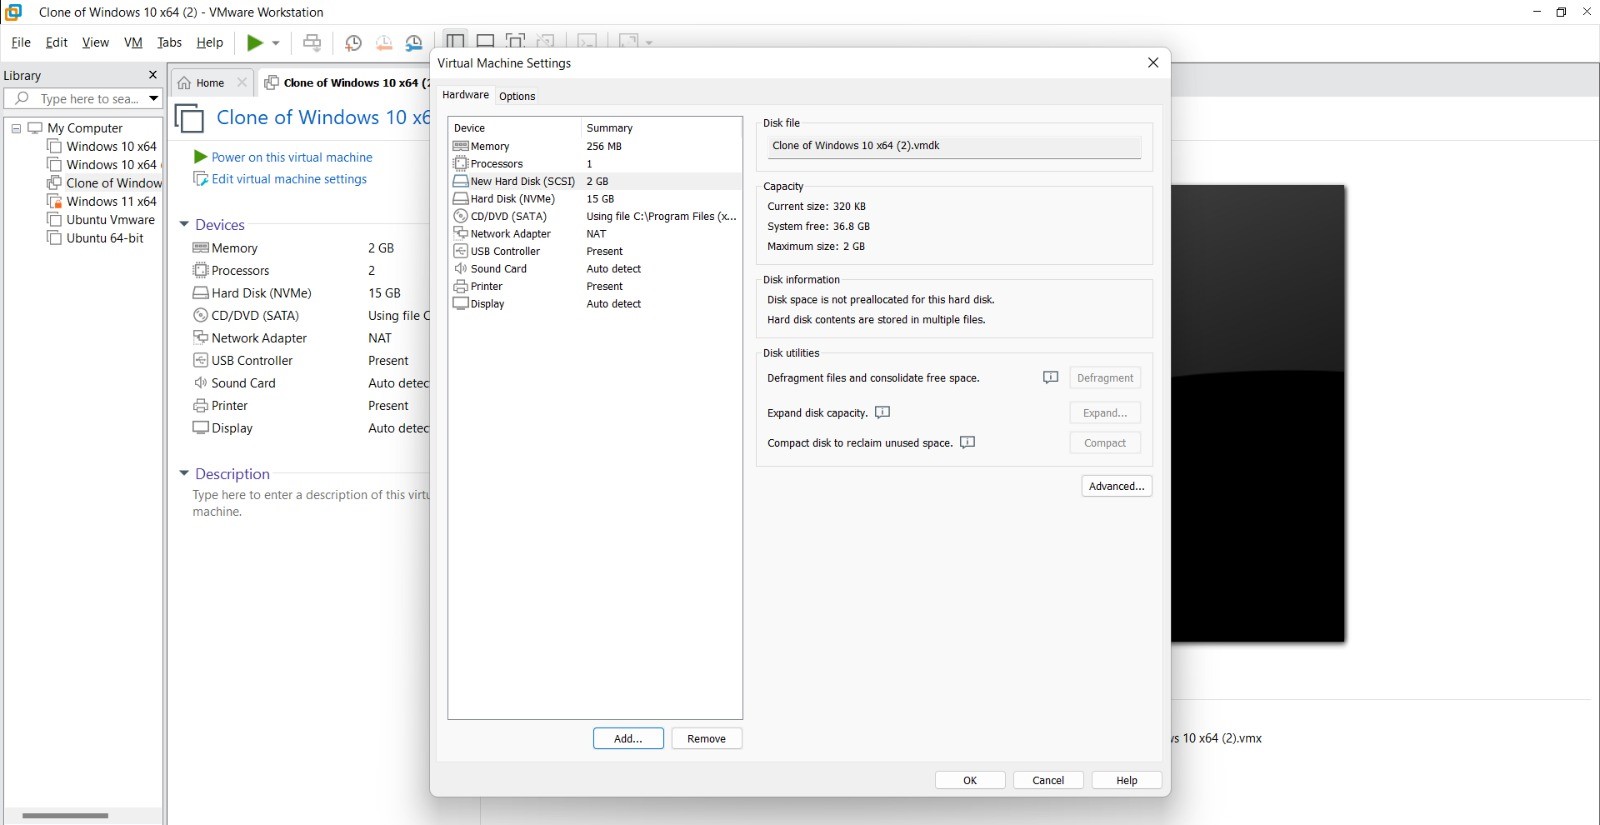 Clone of Windows 10 x64 (2) - VMware Workstation
File Edit View VM Tabs Help
Library
Type here to sea...
My Computer
Windows 10 x64
Windows 10 x64
Clone of Window
Windows 11 x64
Ubuntu Vmware
Ubuntu 64-bit
Home
Clone of Windows 10 x64 (2
Clone of Windows 10 x6
Power on this virtual machine
Edit virtual machine settings
Devices
Memory 2 GB
Processors 2
Hard Disk (NVMe) 15 GB
CD/DVD (SATA) Using file C
Network Adapter NAT
USB Controller Present
Sound Card Auto detec
Printer Present
Display Auto detec
Description
Type here to enter a description of this virtu
machine.
Virtual Machine Settings
Hardware Options
Device Summary
Memory 256 MB
Processors 1
New Hard Disk (SCSI) 2 GB
Hard Disk (NVMe) 15 GB
CD/DVD (SATA) Using file C:\Program Files (x...
Network Adapter NAT
USB Controller Present
Sound Card Auto detect
Printer Present
Display Auto detect
Add... Remove
Disk file
Clone of Windows 10 x64 (2).vmdk
Capacity
Current size: 320 KB
System free: 36.8 GB
Maximum size: 2 GB
Disk information
Disk space is not preallocated for this hard disk.
Hard disk contents are stored in multiple files.
Disk utilities
Defragment files and consolidate free space. Defragment
Expand disk capacity. Expand...
Compact disk to reclaim unused space. Compact
Advanced...
OK Cancel Help
s 10 x64 (2).vmx